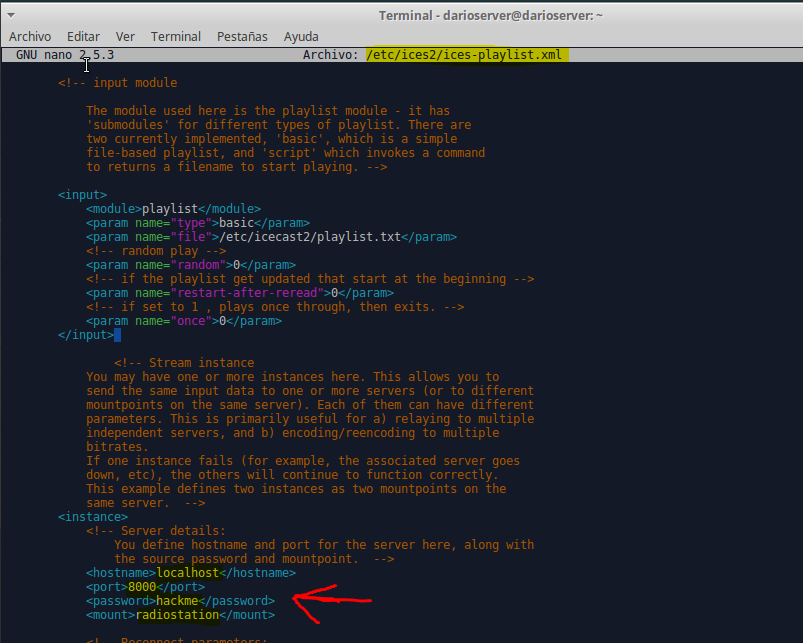 Terminal - darioserver@darioserver: ~
Archivo Editar Ver Terminal Pestañas Ayuda
GNU nano 2.5.3 Archivo: /etc/ices2/ices-playlist.xml
<!-- input module
The module used here is the playlist module - it has
'submodules' for different types of playlist. There are
two currently implemented, 'basic', which is a simple
file-based playlist, and 'script' which invokes a command
to returns a filename to start playing. -->
<input>
<module>playlist</module>
<param name="type">basic</param>
<param name="file">/etc/icecast2/playlist.txt</param>
<!-- random play -->
<param name="random">0</param>
<!-- if the playlist get updated that start at the beginning -->
<param name="restart-after-reread">0</param>
<!-- if set to 1 , plays once through, then exits. -->
<param name="once">0</param>
</input>
<!-- Stream instance
You may have one or more instances here. This allows you to
send the same input data to one or more servers (or to different
mountpoints on the same server). Each of them can have different
parameters. This is primarily useful for a) relaying to multiple
independent servers, and b) encoding/reencoding to multiple
bitrates.
If one instance fails (for example, the associated server goes
down, etc), the others will continue to function correctly.
This example defines two instances as two mountpoints on the
same server. -->
<instance>
<!-- Server details:
You define hostname and port for the server here, along with
the source password and mountpoint. -->
<hostname>localhost</hostname>
<port>8000</port>
<password>hackme</password>
<mount>radiostation</mount>
<!-- Reconnect parameters: